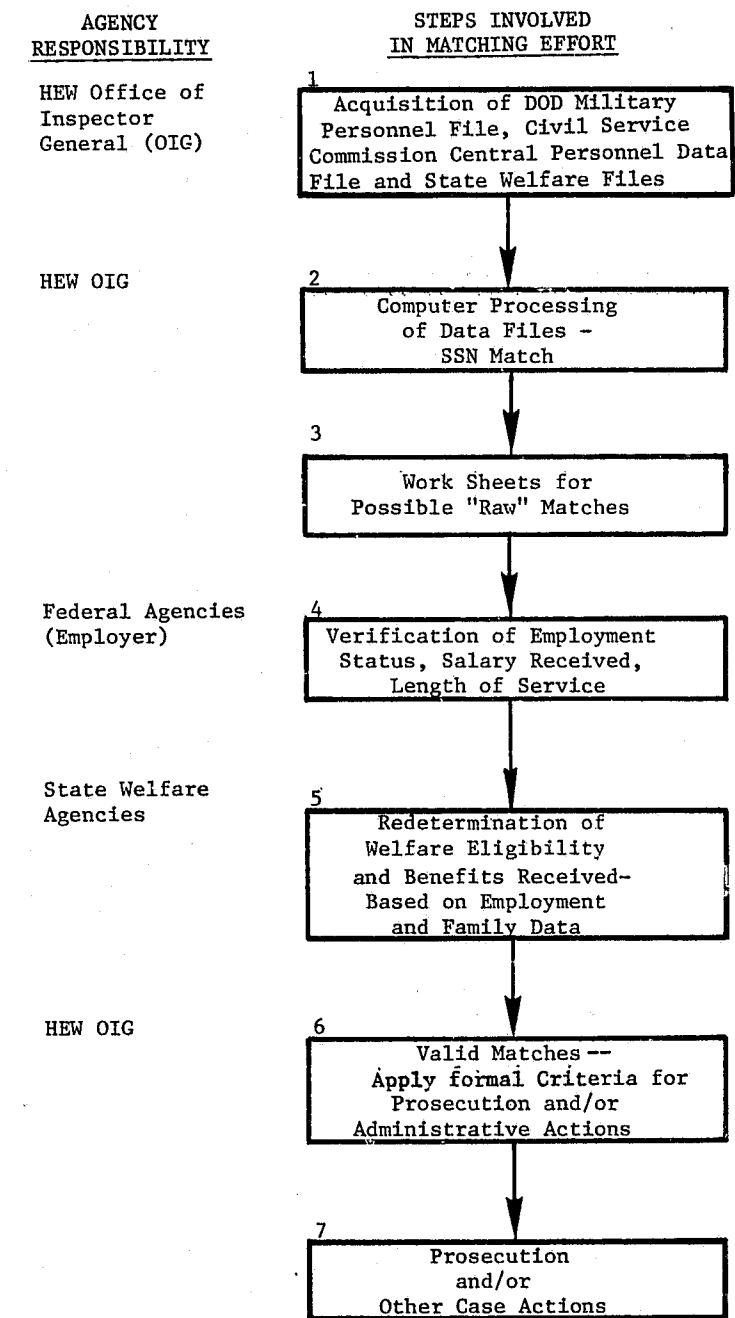 AGENCY
RESPONSIBILITY
STEPS INVOLVED
IN MATCHING EFFORT
HEW Office of
Inspector
General (OIG)
1
Acquisition of DOD Military
Personnel File, Civil Service
Commission Central Personnel Data
File and State Welfare Files
HEW OIG
2
Computer Processing
of Data Files -
SSN Match
3
Work Sheets for
Possible "Raw" Matches
Federal Agencies
(Employer)
4
Verification of Employment
Status, Salary Received,
Length of Service
State Welfare
Agencies
5
Redetermination of
Welfare Eligibility
and Benefits Received-
Based on Employment
and Family Data
HEW OIG
6
Valid Matches --
Apply formal Criteria for
Prosecution and/or
Administrative Actions
7
Prosecution
and/or
Other Case Actions